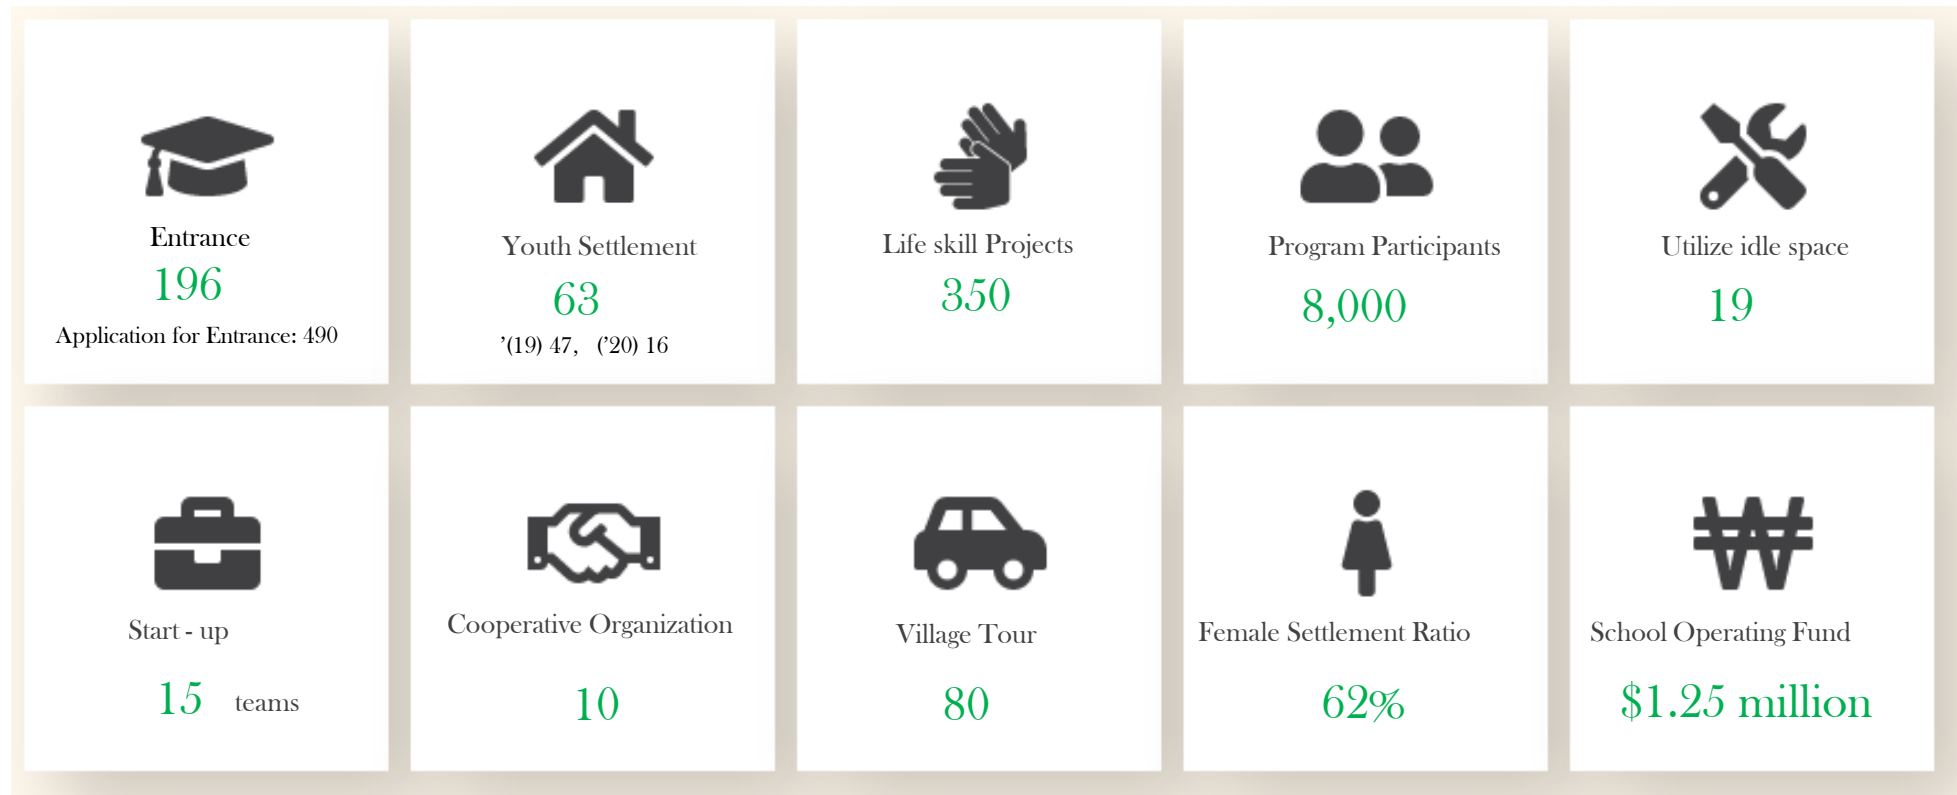 Entrance
196
Application for Entrance: 490
Youth Settlement
63
’(19) 47, (’20) 16
Life skill Projects
350
Program Participants
8,000
Utilize idle space
19
Start - up
15 teams
Cooperative Organization
10
Village Tour
80
Female Settlement Ratio
62%
School Operating Fund
$1.25 million